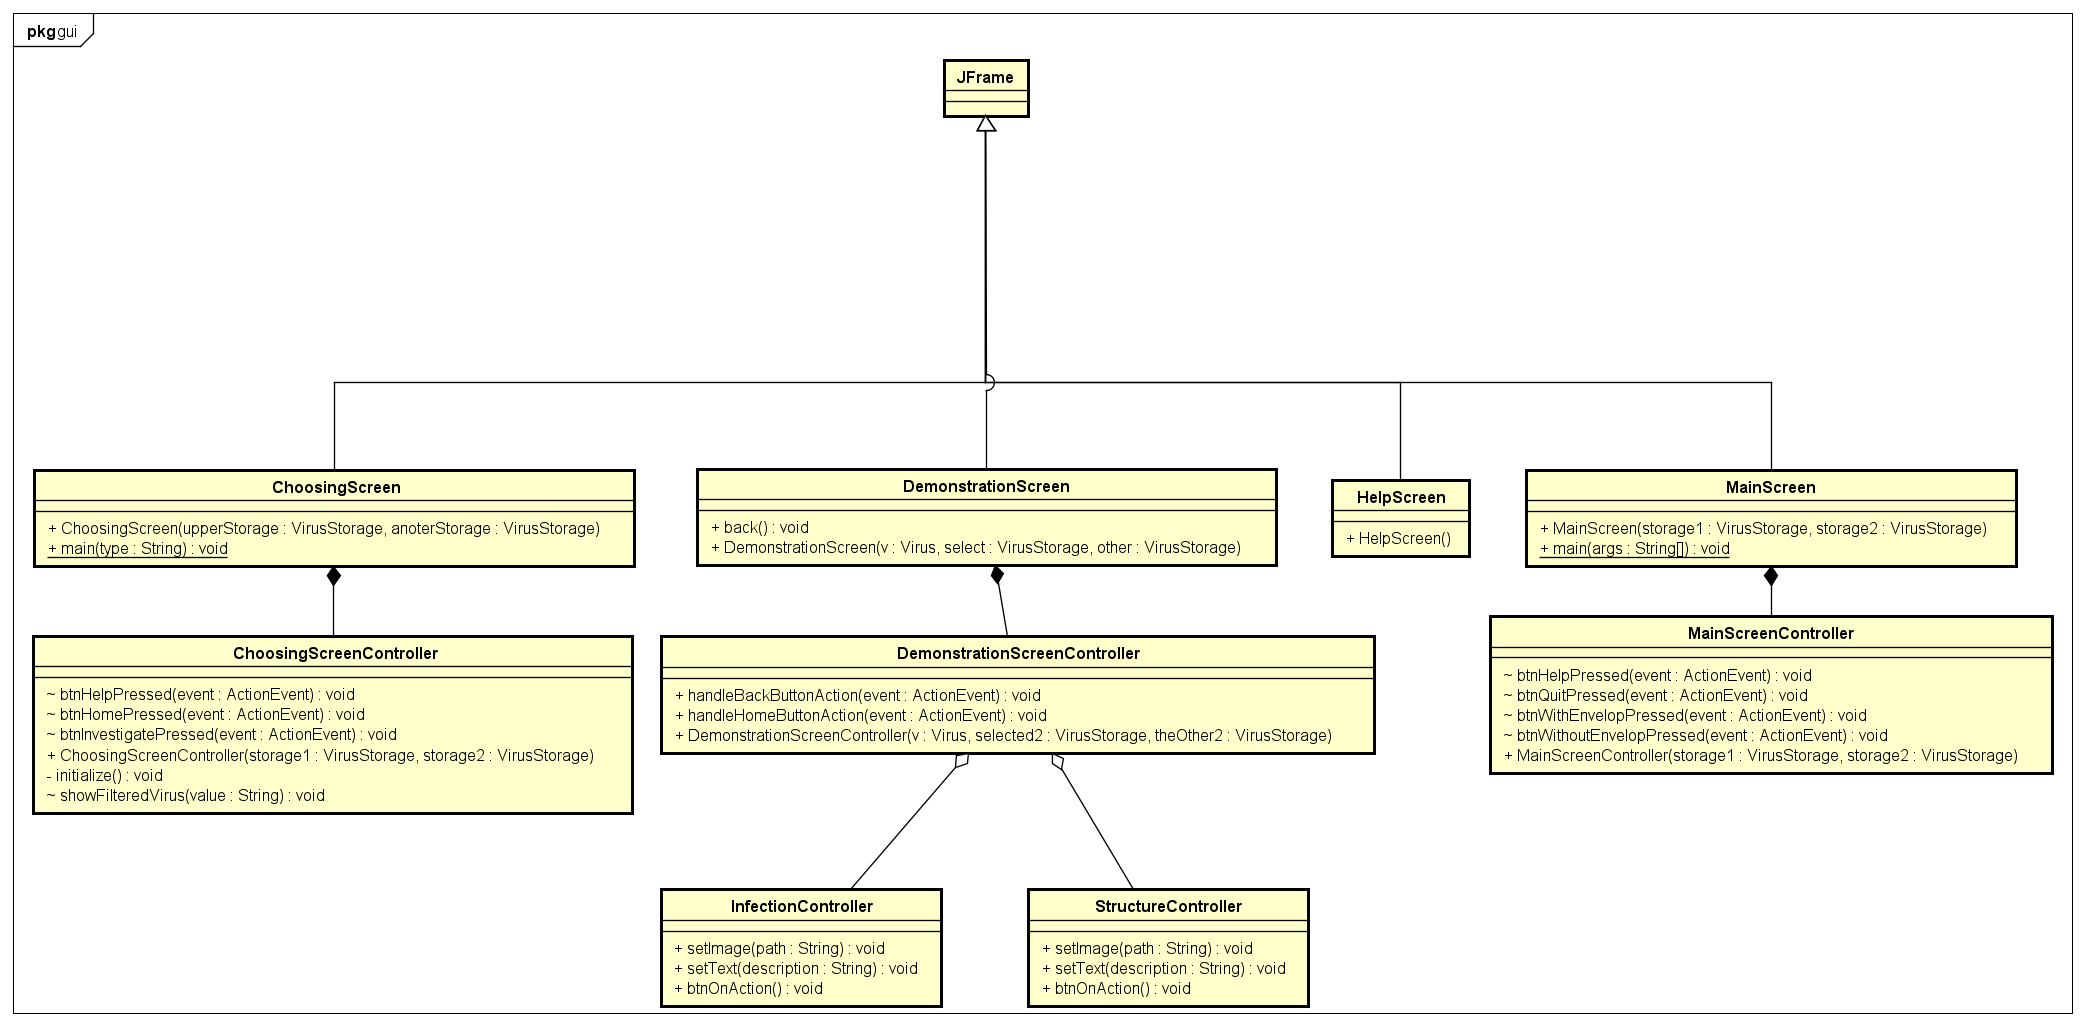 pkg gui
JFrame
ChoosingScreen
+ ChoosingScreen(upperStorage : VirusStorage, anoterStorage : VirusStorage)
+ main(type : String) : void
DemonstrationScreen
+ back() : void
+ DemonstrationScreen(v : Virus, select : VirusStorage, other : VirusStorage)
HelpScreen
+ HelpScreen()
MainScreen
+ MainScreen(storage1 : VirusStorage, storage2 : VirusStorage)
+ main(args : String[]) : void
ChoosingScreenController
~ btnHelpPressed(event : ActionEvent) : void
~ btnHomePressed(event : ActionEvent) : void
~ btnInvestigatePressed(event : ActionEvent) : void
+ ChoosingScreenController(storage1 : VirusStorage, storage2 : VirusStorage)
- initialize() : void
~ showFilteredVirus(value : String) : void
DemonstrationScreenController
+ handleBackButtonAction(event : ActionEvent) : void
+ handleHomeButtonAction(event : ActionEvent) : void
+ DemonstrationScreenController(v : Virus, selected2 : VirusStorage, theOther2 : VirusStorage)
MainScreenController
~ btnHelpPressed(event : ActionEvent) : void
~ btnQuitPressed(event : ActionEvent) : void
~ btnWithEnvelopPressed(event : ActionEvent) : void
~ btnWithoutEnvelopPressed(event : ActionEvent) : void
+ MainScreenController(storage1 : VirusStorage, storage2 : VirusStorage)
InfectionController
+ setImage(path : String) : void
+ setText(description : String) : void
+ btnOnAction() : void
StructureController
+ setImage(path : String) : void
+ setText(description : String) : void
+ btnOnAction() : void